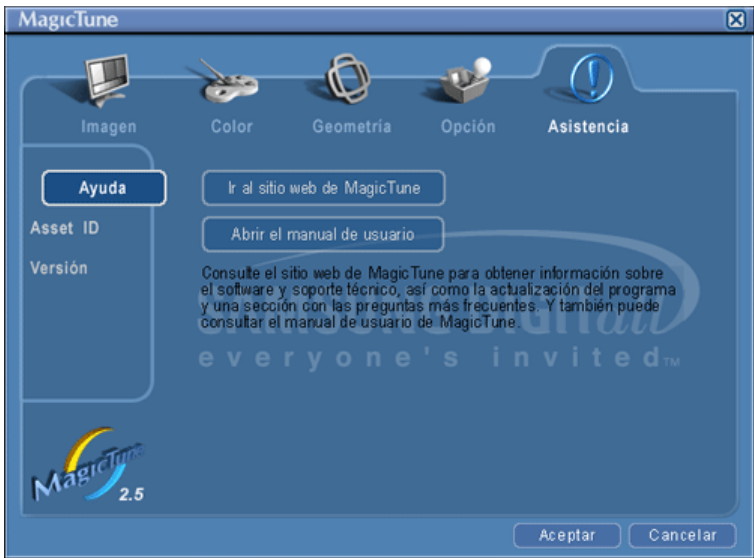 MagicTune
Imagen
Color
Geometría
Opción
Asistencia
Ayuda
Asset ID
Versión
Ir al sitio web de MagicTune
Abrir el manual de usuario
Consulte el sitio web de MagicTune para obtener información sobre
el software y soporte técnico, así como la actualización del programa
y una sección con las preguntas más frecuentes. Y también puede
consultar el manual de usuario de MagicTune.
SAMSUNG DIGITall
everyone's invited™
MagicTune
2.5
Aceptar
Cancelar